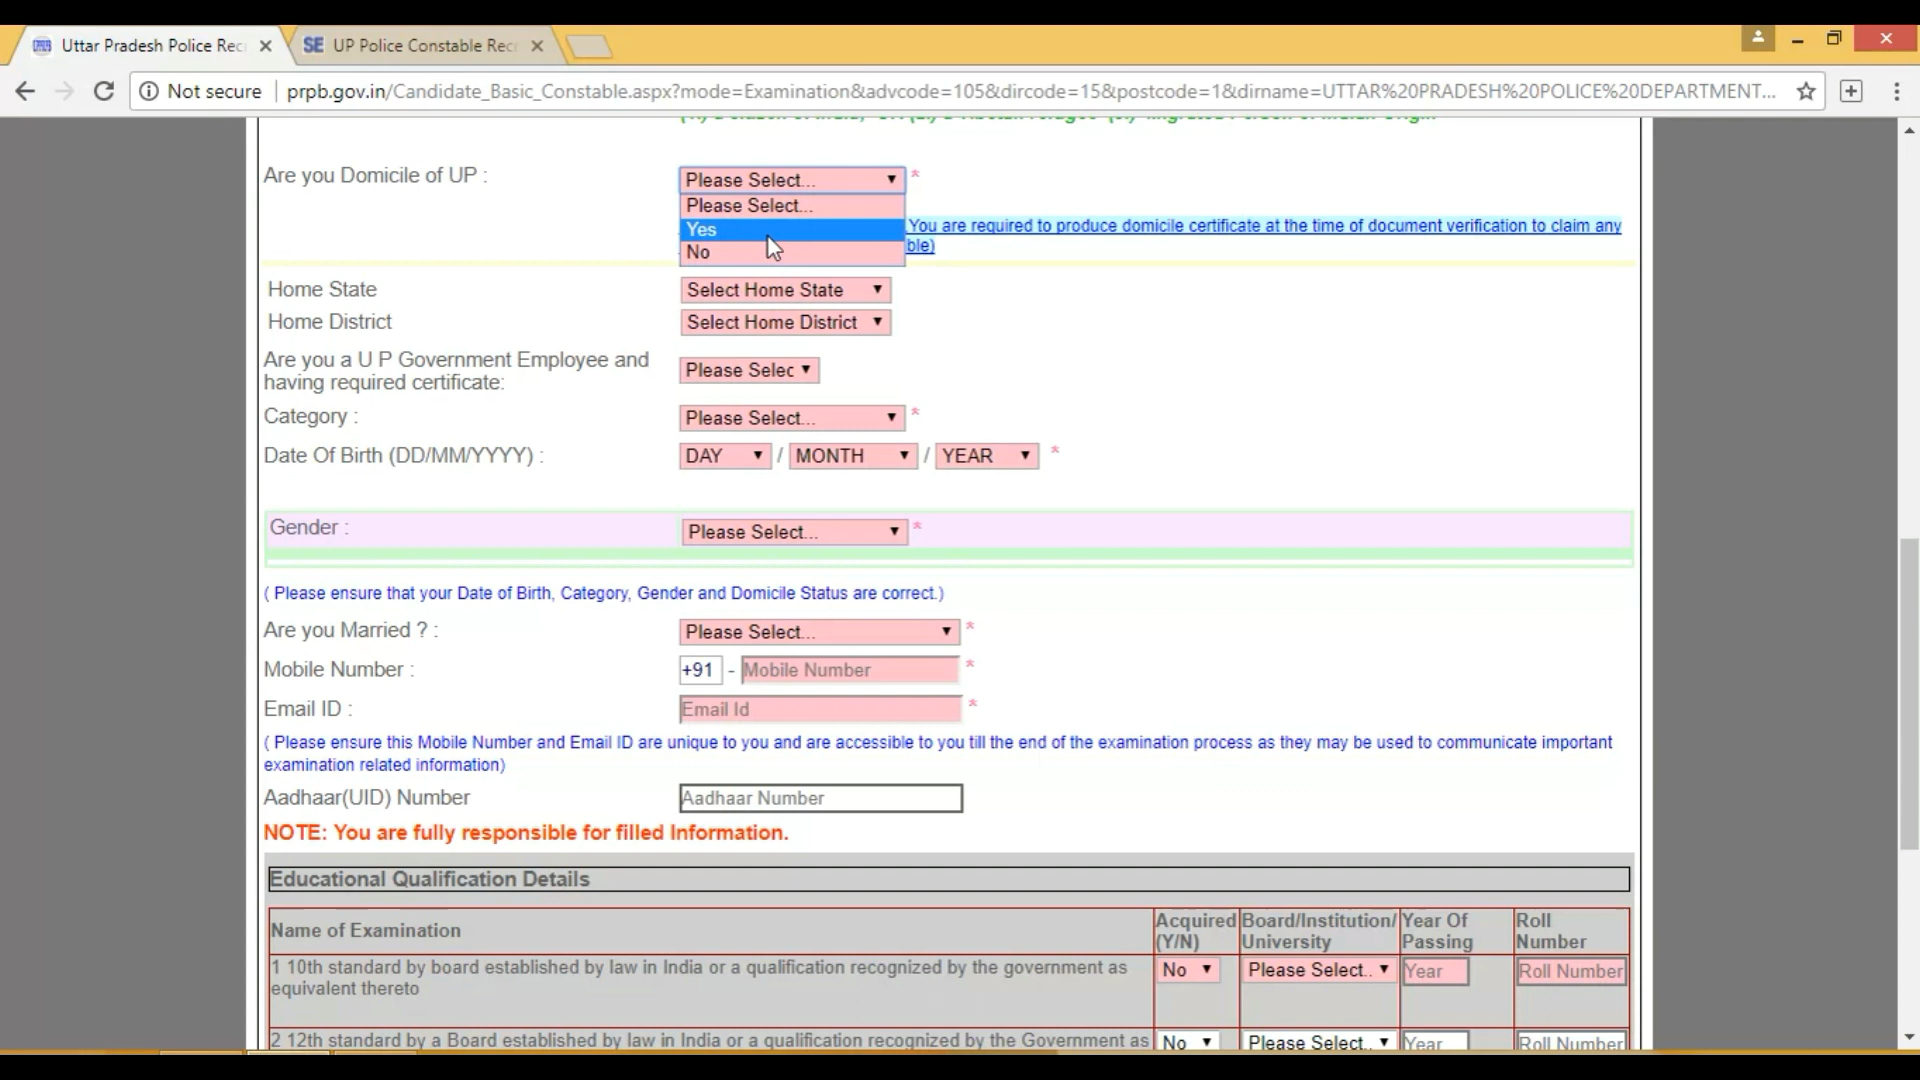 Uttar Pradesh Police Rec
SE UP Police Constable Rec
Not secure prpb.gov.in/Candidate_Basic_Constable.aspx?mode=Examination&advcode=105&dircode=15&postcode=1&dirname=UTTAR%20PRADESH%20POLICE%20DEPARTMENT...
Are you Domicile of UP : Please Select... *
Please Select...
Yes
You are required to produce domicile certificate at the time of document verification to claim any
ble)
No
Home State Select Home State
Home District Select Home District
Are you a U P Government Employee and
having required certificate: Please Selec
Category : Please Select... *
Date Of Birth (DD/MM/YYYY) : DAY / MONTH / YEAR *
Gender : Please Select... *
( Please ensure that your Date of Birth, Category, Gender and Domicile Status are correct.)
Are you Married ? : Please Select... *
Mobile Number : +91 - Mobile Number *
Email ID : Email Id *
( Please ensure this Mobile Number and Email ID are unique to you and are accessible to you till the end of the examination process as they may be used to communicate important
examination related information)
Aadhaar(UID) Number Aadhaar Number
NOTE: You are fully responsible for filled Information.
Educational Qualification Details
Name of Examination Acquired (Y/N) Board/Institution/ University Year Of Passing Roll Number
1 10th standard by board established by law in India or a qualification recognized by the government as No Please Select.. Year Roll Number
equivalent thereto
2 12th standard by a Board established by law in India or a qualification recognized by the Government as No Please Select.. Year Roll Number